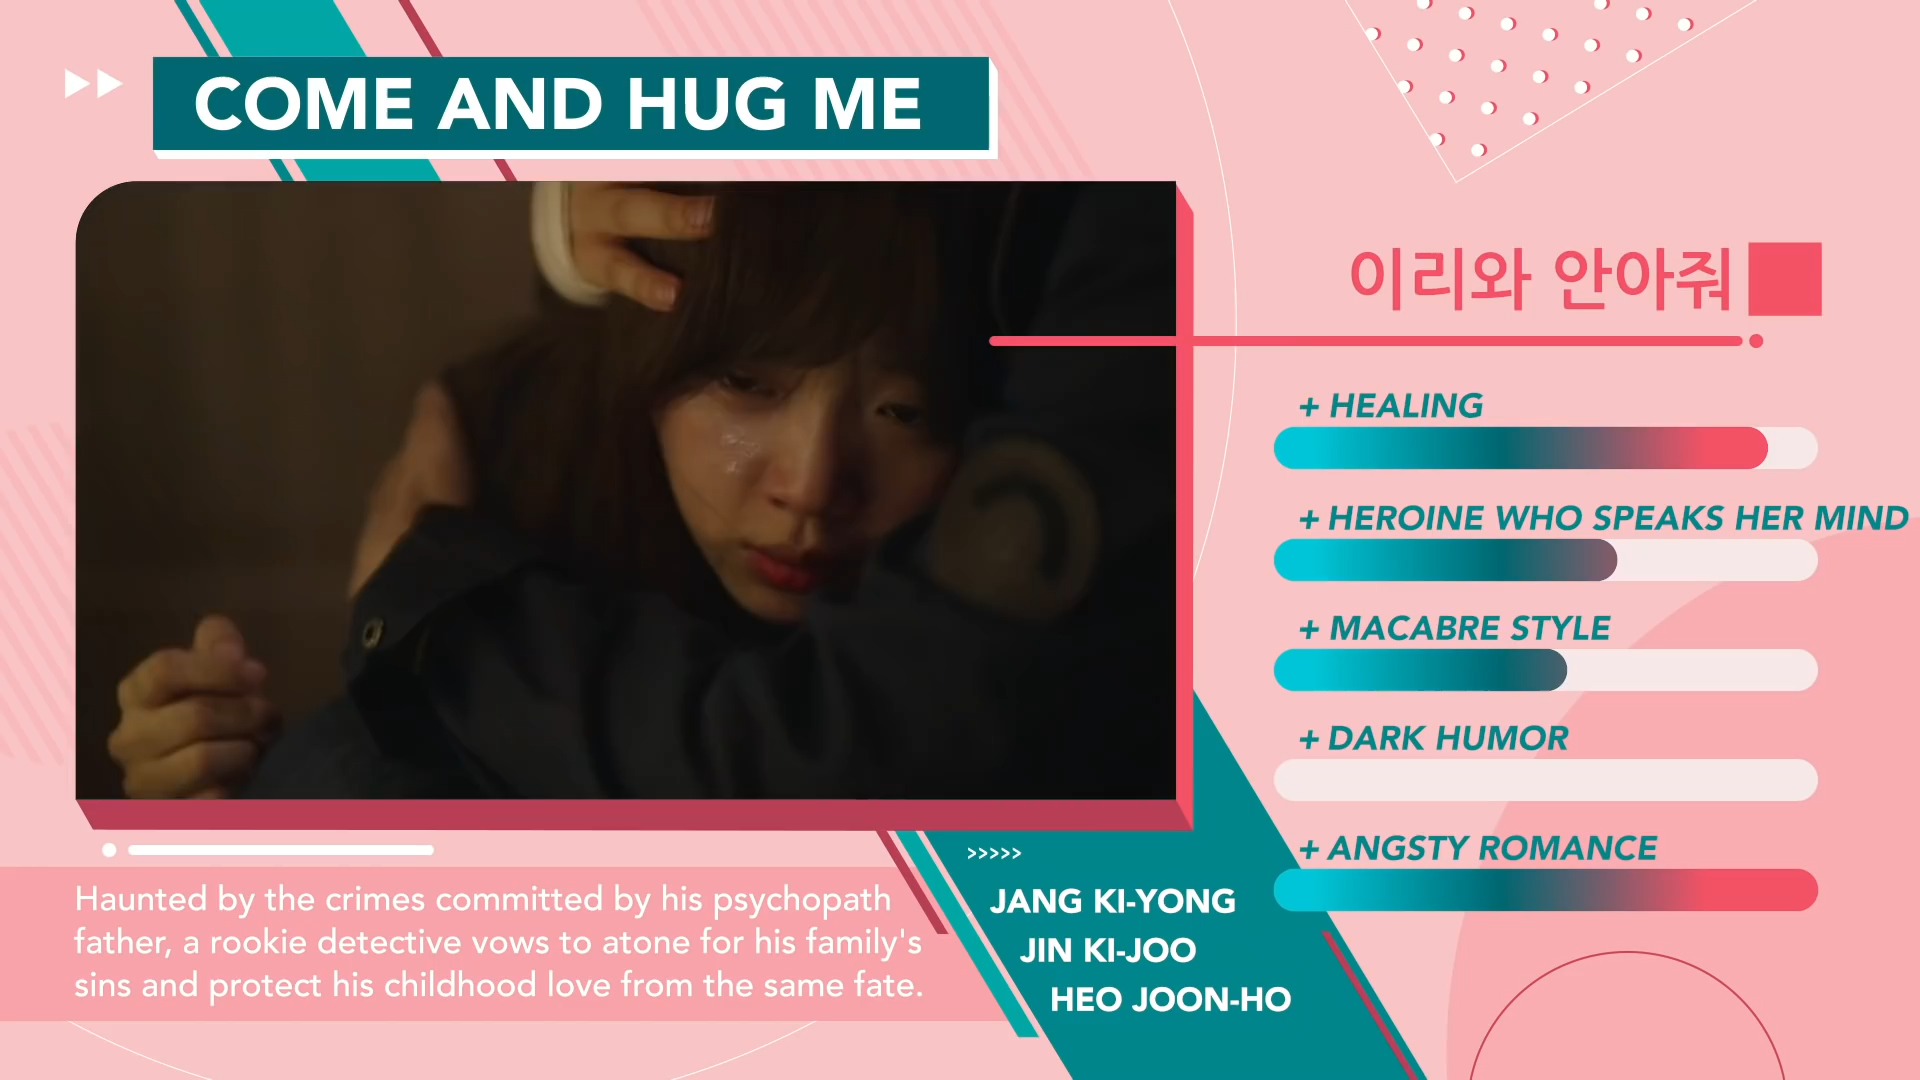 COME AND HUG ME
이리와 안아줘
+ HEALING
+ HEROINE WHO SPEAKS HER MIND
+ MACABRE STYLE
+ DARK HUMOR
+ ANGSTY ROMANCE
Haunted by the crimes committed by his psychopath
father, a rookie detective vows to atone for his family's
sins and protect his childhood love from the same fate.
>>>>>
JANG KI-YONG
JIN KI-JOO
HEO JOON-HO